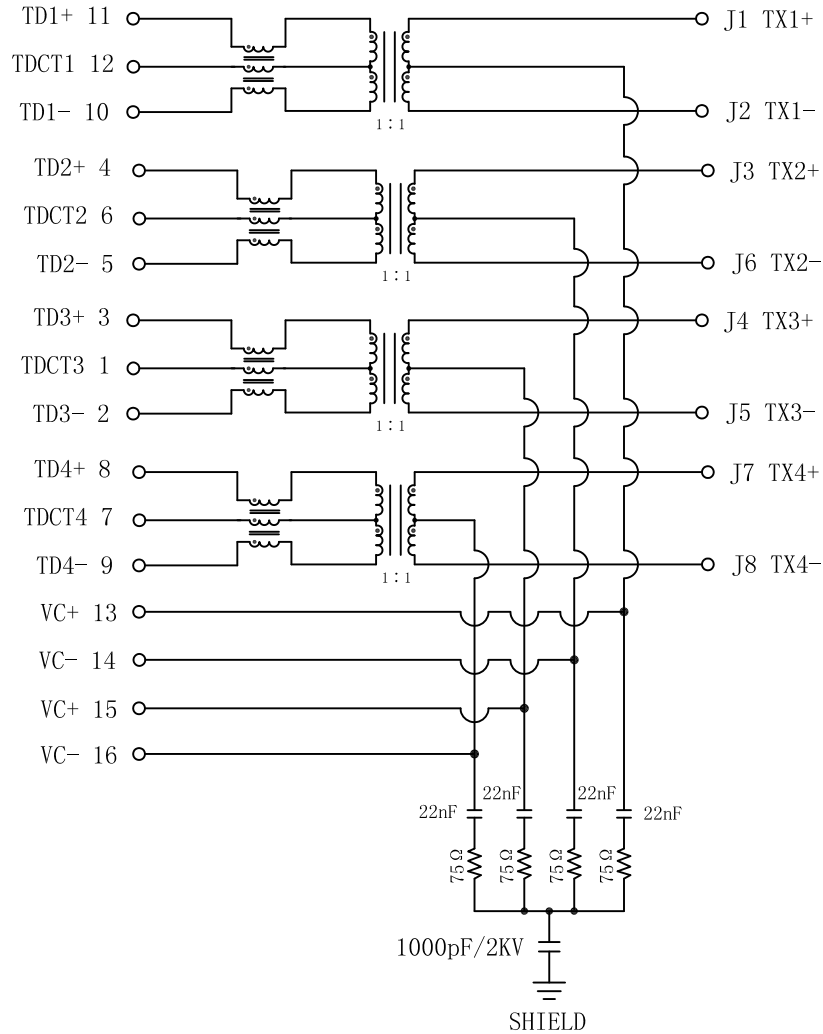 TD1+ 11
J1 TX1+
TDCT1 12
TD1- 10
J2 TX1-
1:1
TD2+ 4
J3 TX2+
TDCT2 6
TD2- 5
J6 TX2-
1:1
TD3+ 3
J4 TX3+
TDCT3 1
TD3- 2
J5 TX3-
1:1
TD4+ 8
J7 TX4+
TDCT4 7
TD4- 9
J8 TX4-
1:1
VC+ 13
VC- 14
VC+ 15
VC- 16
22nF
22nF
22nF
22nF
75Ω
75Ω
75Ω
75Ω
1000pF/2KV
SHIELD